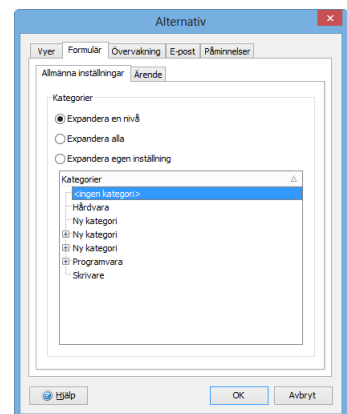 Alternativ
Vyer Formulär Övervakning E-post Påminnelser
Allmänna inställningar Ärende
Kategorier
Expandera en nivå
Expandera alla
Expandera egen inställning
Kategorier
<ingen kategori>
Hårdvara
Ny kategori
Ny kategori
Ny kategori
Programvara
Skrivare
Hjälp OK Avbryt